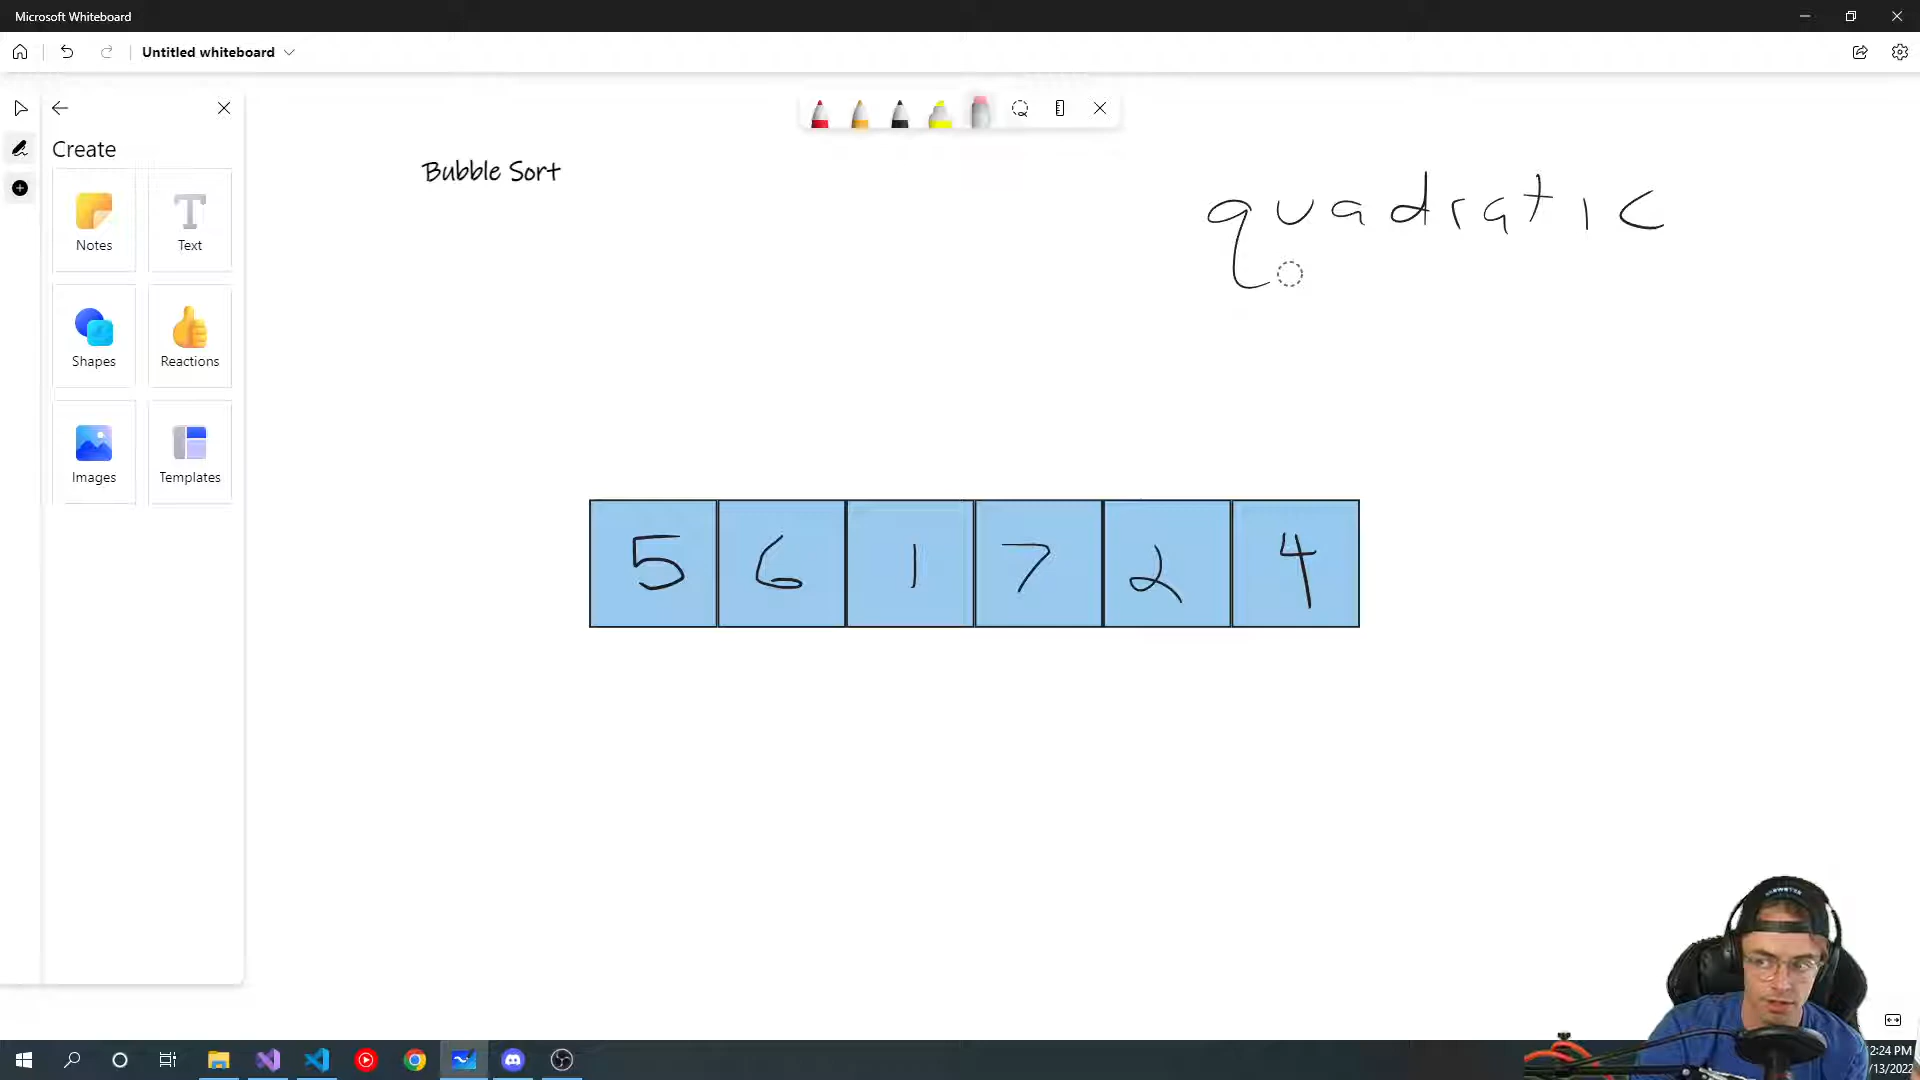 Microsoft Whiteboard
Untitled whiteboard
Create
Notes
Text
Shapes
Reactions
Images
Templates
Bubble Sort
quadratic
5 6 1 7 2 4
2:24 PM
/13/2022